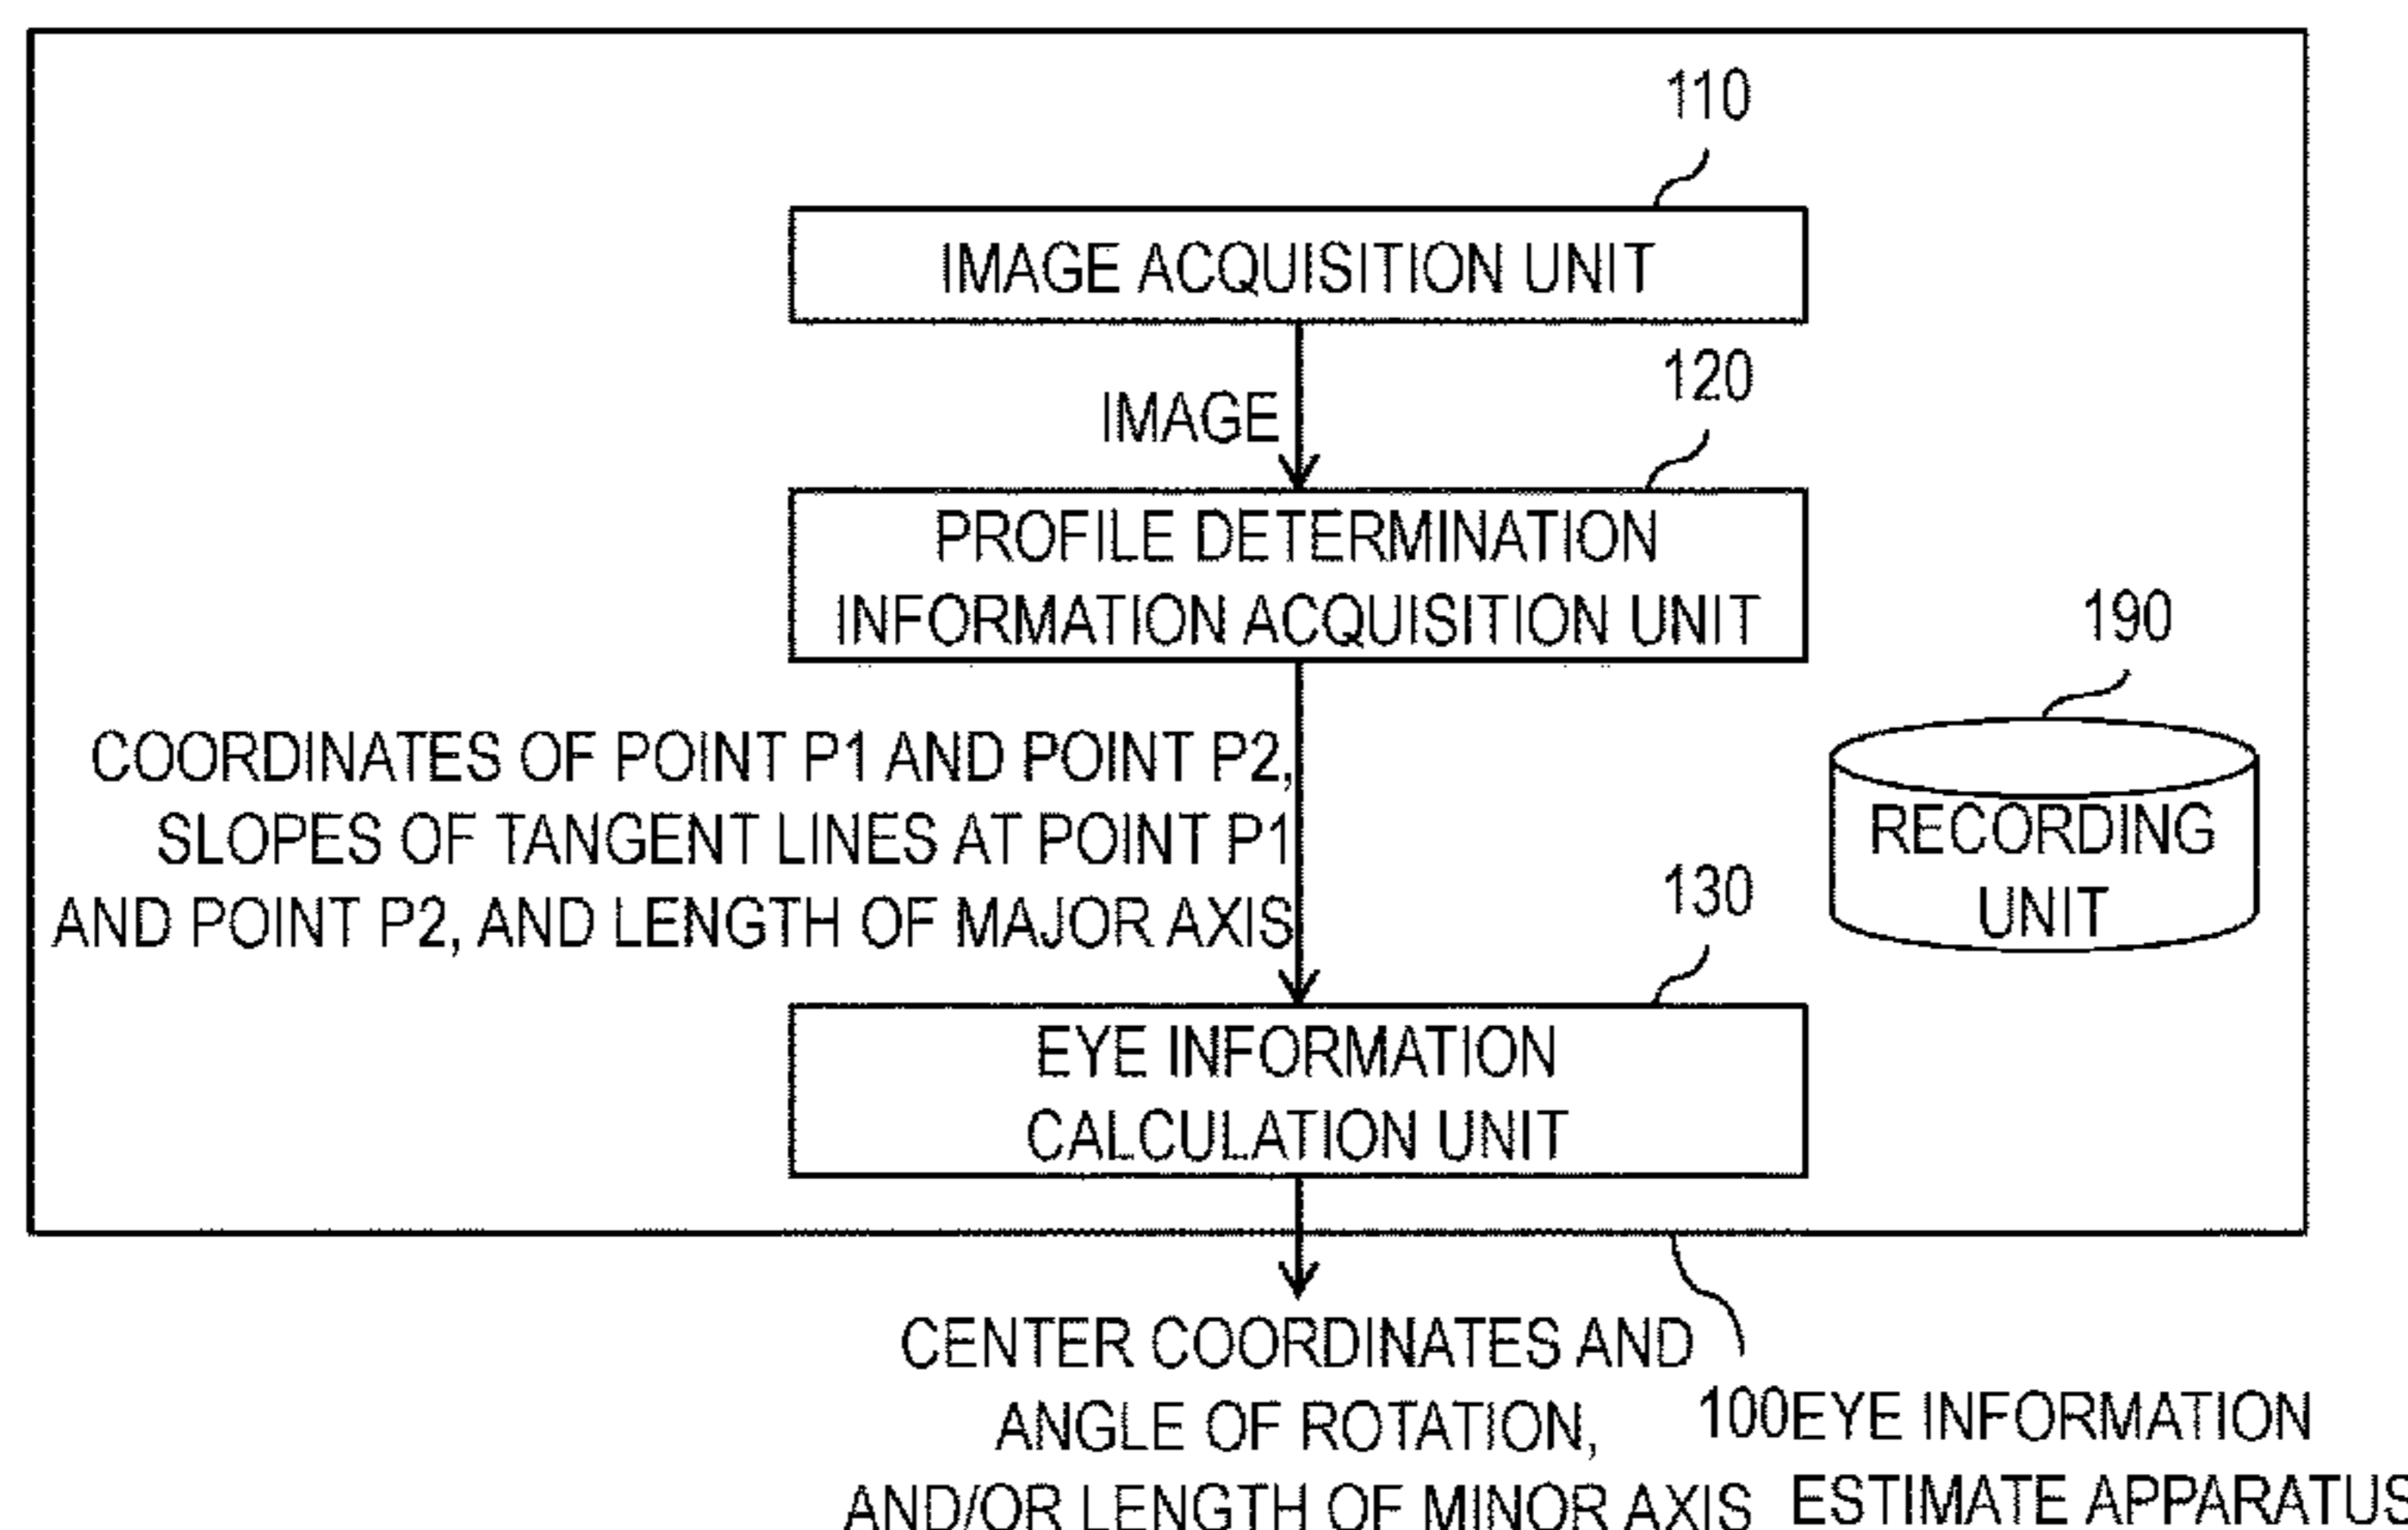 110
IMAGE ACQUISITION UNIT
IMAGE
120
PROFILE DETERMINATION
INFORMATION ACQUISITION UNIT
190
RECORDING
UNIT
COORDINATES OF POINT P1 AND POINT P2,
SLOPES OF TANGENT LINES AT POINT P1
AND POINT P2, AND LENGTH OF MAJOR AXIS
130
EYE INFORMATION
CALCULATION UNIT
CENTER COORDINATES AND
ANGLE OF ROTATION,
AND/OR LENGTH OF MINOR AXIS
100 EYE INFORMATION
ESTIMATE APPARATUS